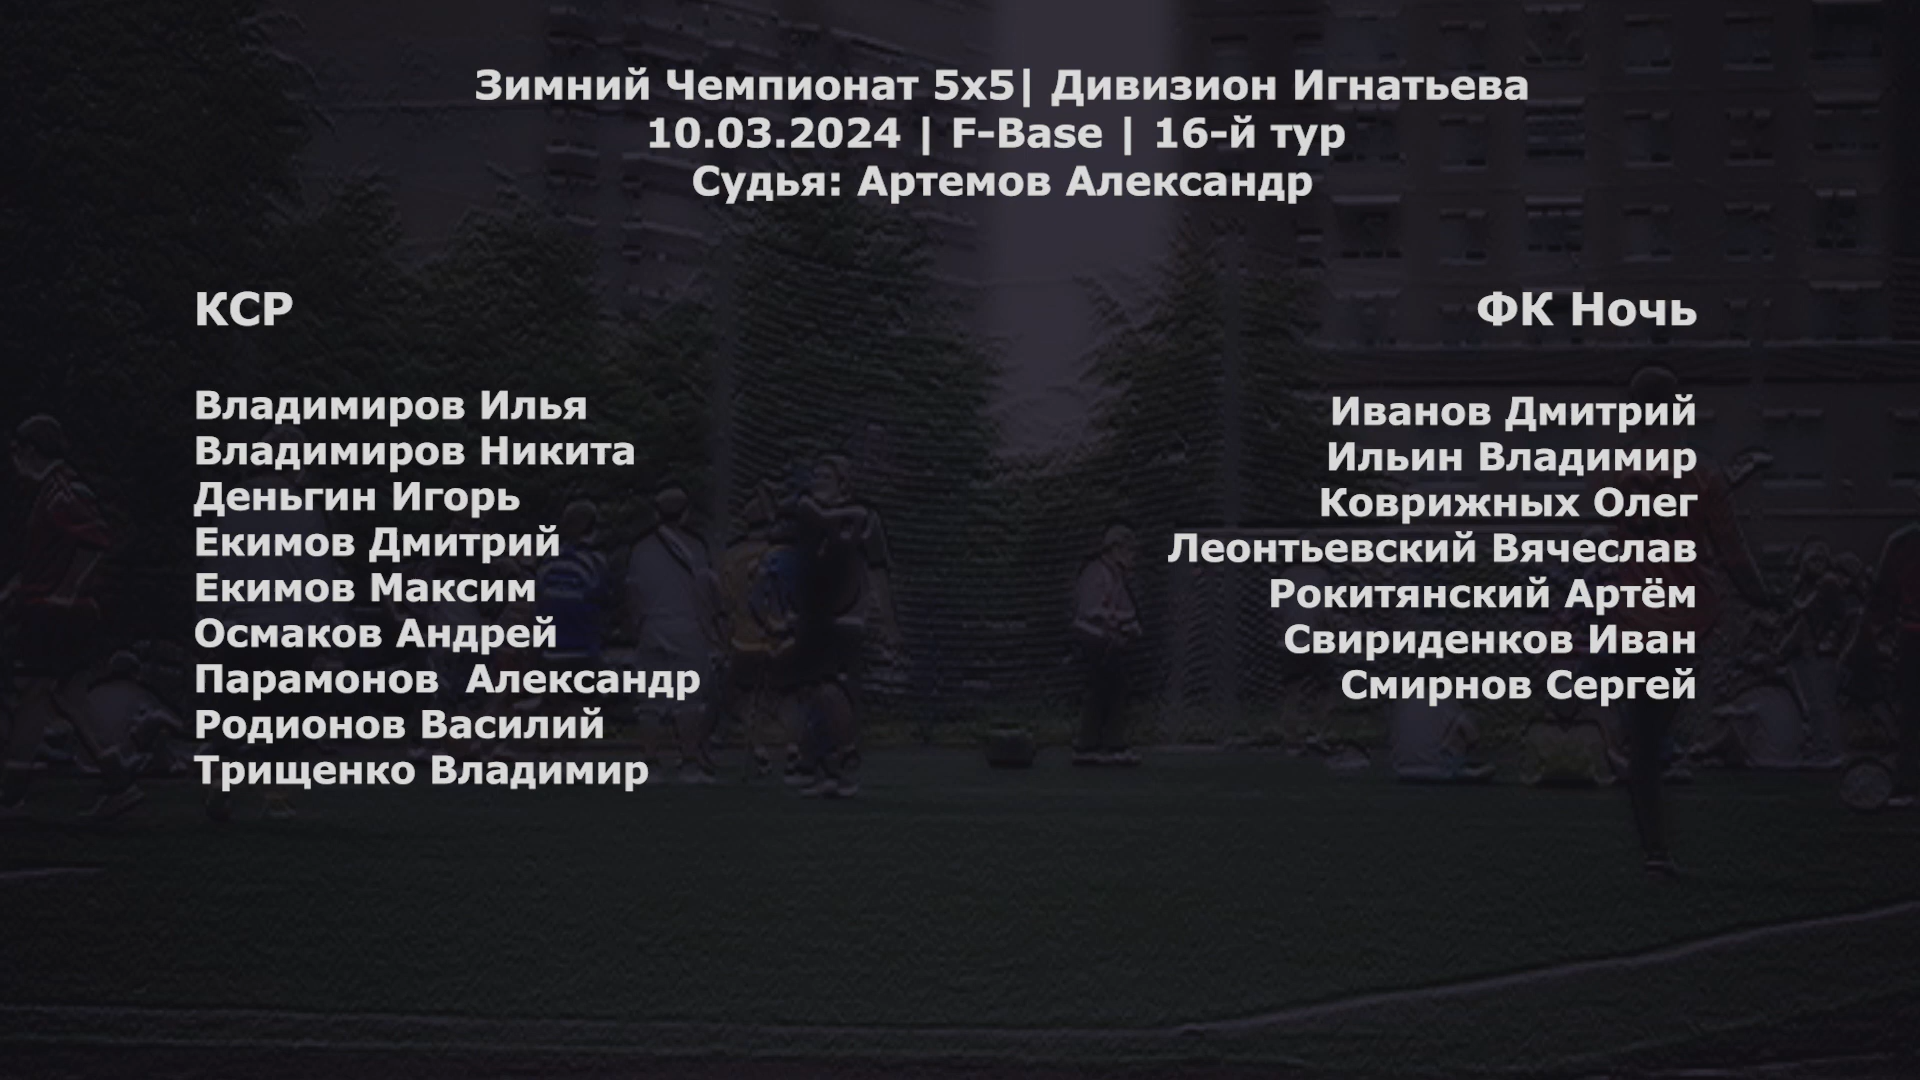 Зимний Чемпионат 5х5| Дивизион Игнатьева
10.03.2024 | F-Base | 16-й тур
Судья: Артемов Александр
КСР
Владимиров Илья
Владимиров Никита
Деньгин Игорь
Екимов Дмитрий
Екимов Максим
Осмаков Андрей
Парамонов  Александр
Родионов Василий
Трищенко Владимир
ФК Ночь
Иванов Дмитрий
Ильин Владимир
Коврижных Олег
Леонтьевский Вячеслав
Рокитянский Артём
Свириденков Иван
Смирнов Сергей